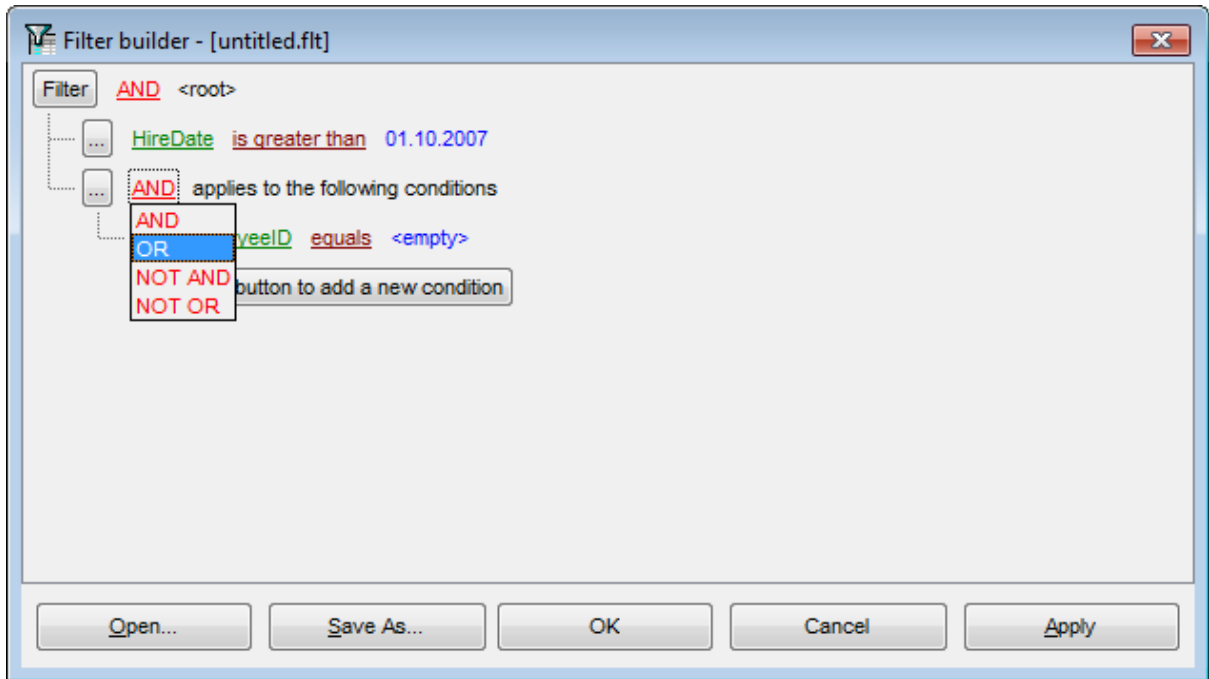 Filter builder - [untitled.flt]
Filter AND <root>
... HireDate is greater than 01.10.2007
... AND applies to the following conditions
AND
OR
NOT AND
NOT OR
yeeID equals <empty>
button to add a new condition
Open... Save As... OK Cancel Apply